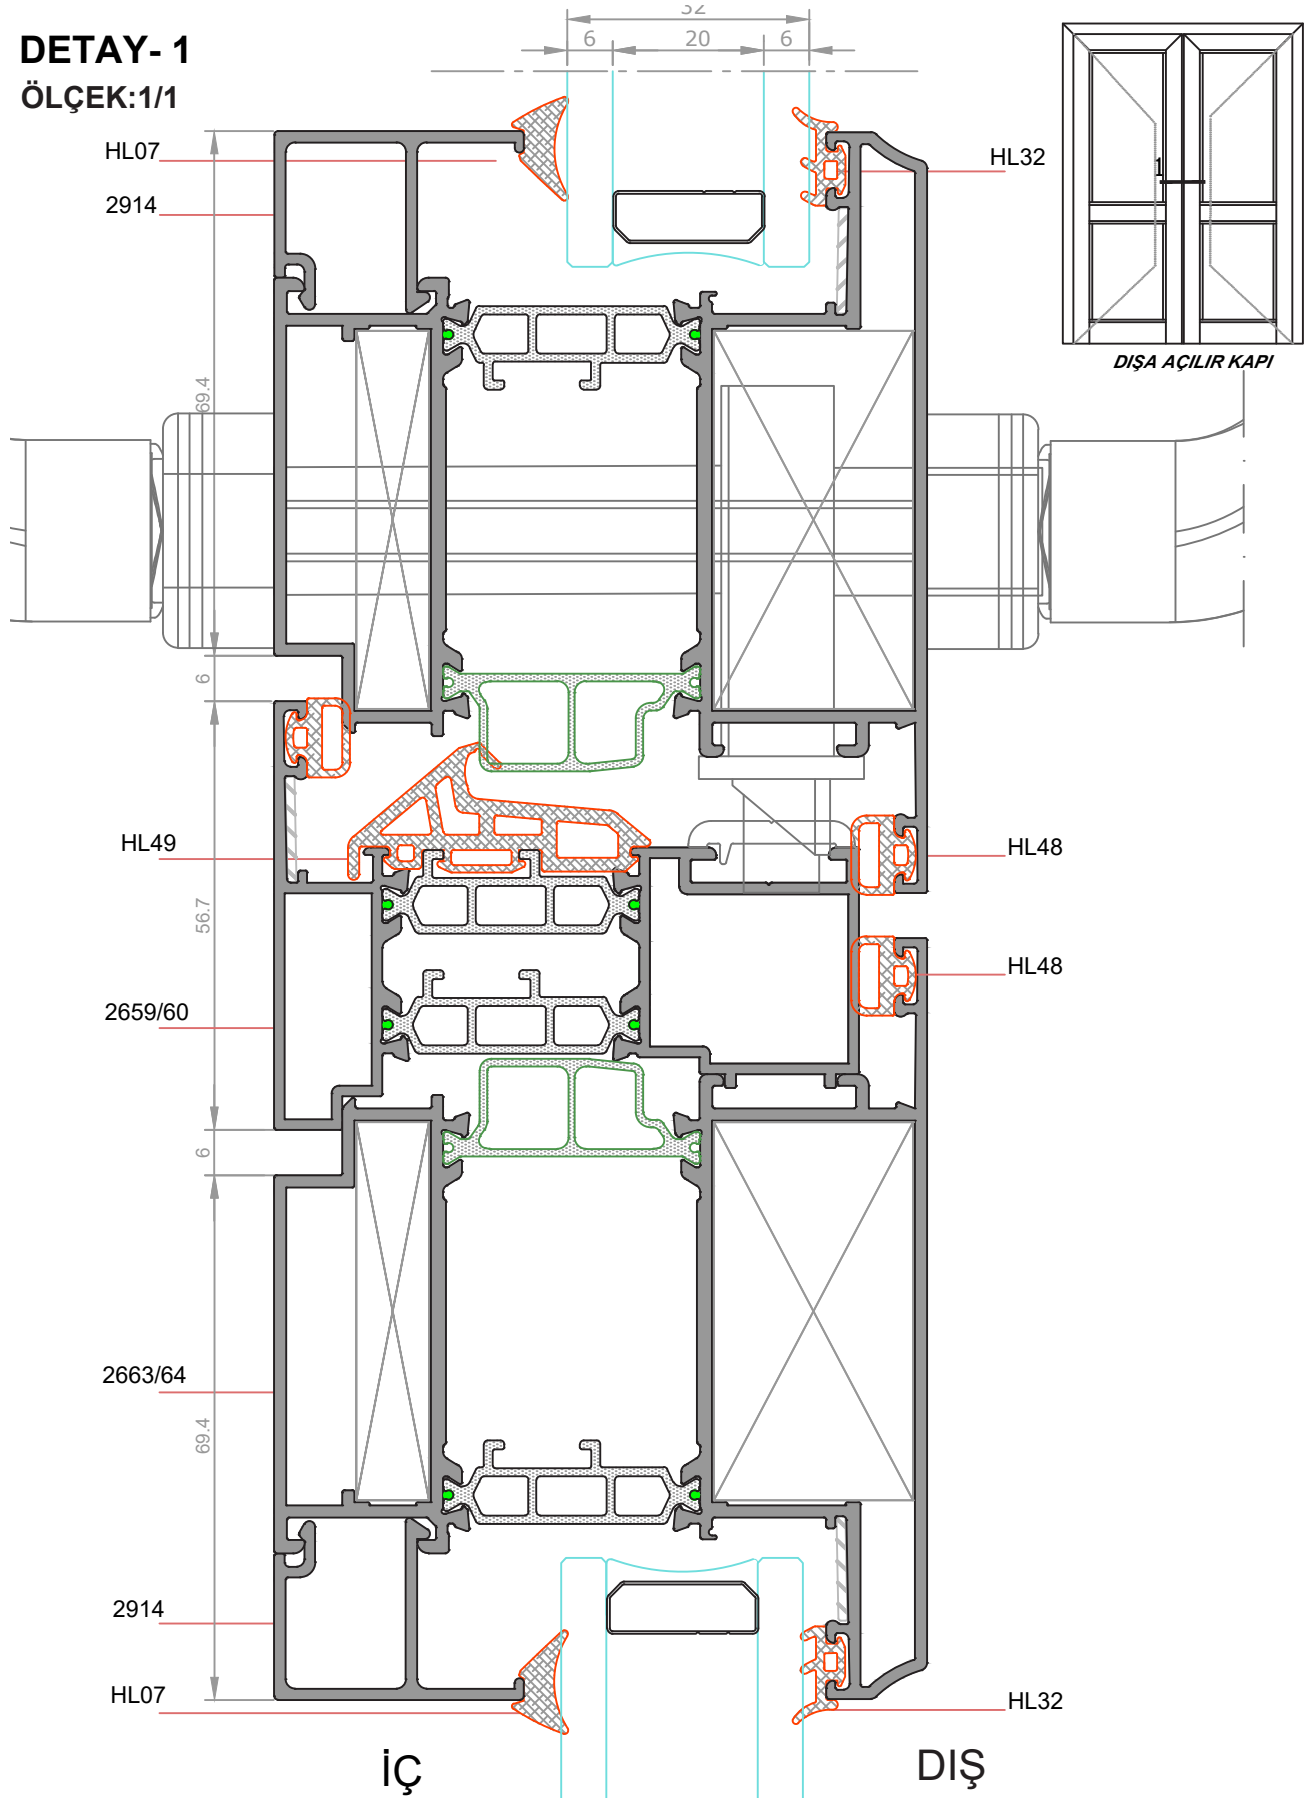 32
6 20 6
DETAY- 1
ÖLÇEK:1/1
HL07
2914
HL32
1
DIŞA AÇILIR KAPI
69.4
6
HL49
HL48
56.7
HL48
2659/60
6
2663/64
69.4
2914
HL07
HL32
İÇ
DIŞ